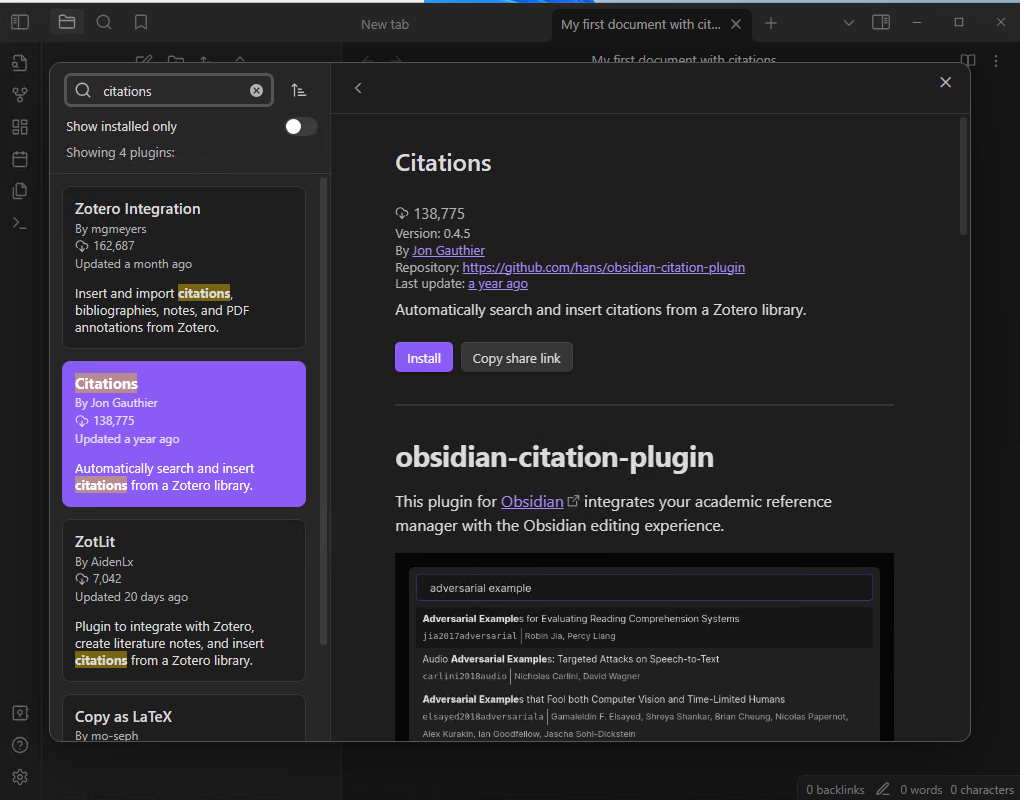 New tab
My first document with cit...
My first document with citations
citations
Show installed only
Showing 4 plugins:
Zotero Integration
By mgmeyers
162,687
Updated a month ago
Insert and import citations,
bibliographies, notes, and PDF
annotations from Zotero.
Citations
By Jon Gauthier
138,775
Updated a year ago
Automatically search and insert
citations from a Zotero library.
ZotLit
By AidenLx
7,042
Updated 20 days ago
Plugin to integrate with Zotero,
create literature notes, and insert
citations from a Zotero library.
Copy as LaTeX
By mo-seph
Citations
138,775
Version: 0.4.5
By Jon Gauthier
Repository: https://github.com/hans/obsidian-citation-plugin
Last update: a year ago
Automatically search and insert citations from a Zotero library.
Install
Copy share link
obsidian-citation-plugin
This plugin for Obsidian integrates your academic reference
manager with the Obsidian editing experience.
adversarial example
Adversarial Examples for Evaluating Reading Comprehension Systems
jia2017adversarial Robin Jia, Percy Liang
Audio Adversarial Examples: Targeted Attacks on Speech-to-Text
carlini2018audio Nicholas Carlini, David Wagner
Adversarial Examples that Fool both Computer Vision and Time-Limited Humans
elsayed2018adversariala Gamaleldin F. Elsayed, Shreya Shankar, Brian Cheung, Nicolas Papernot,
Alex Kurakin, Ian Goodfellow, Jascha Sohl-Dickstein
0 backlinks
0 words
0 characters